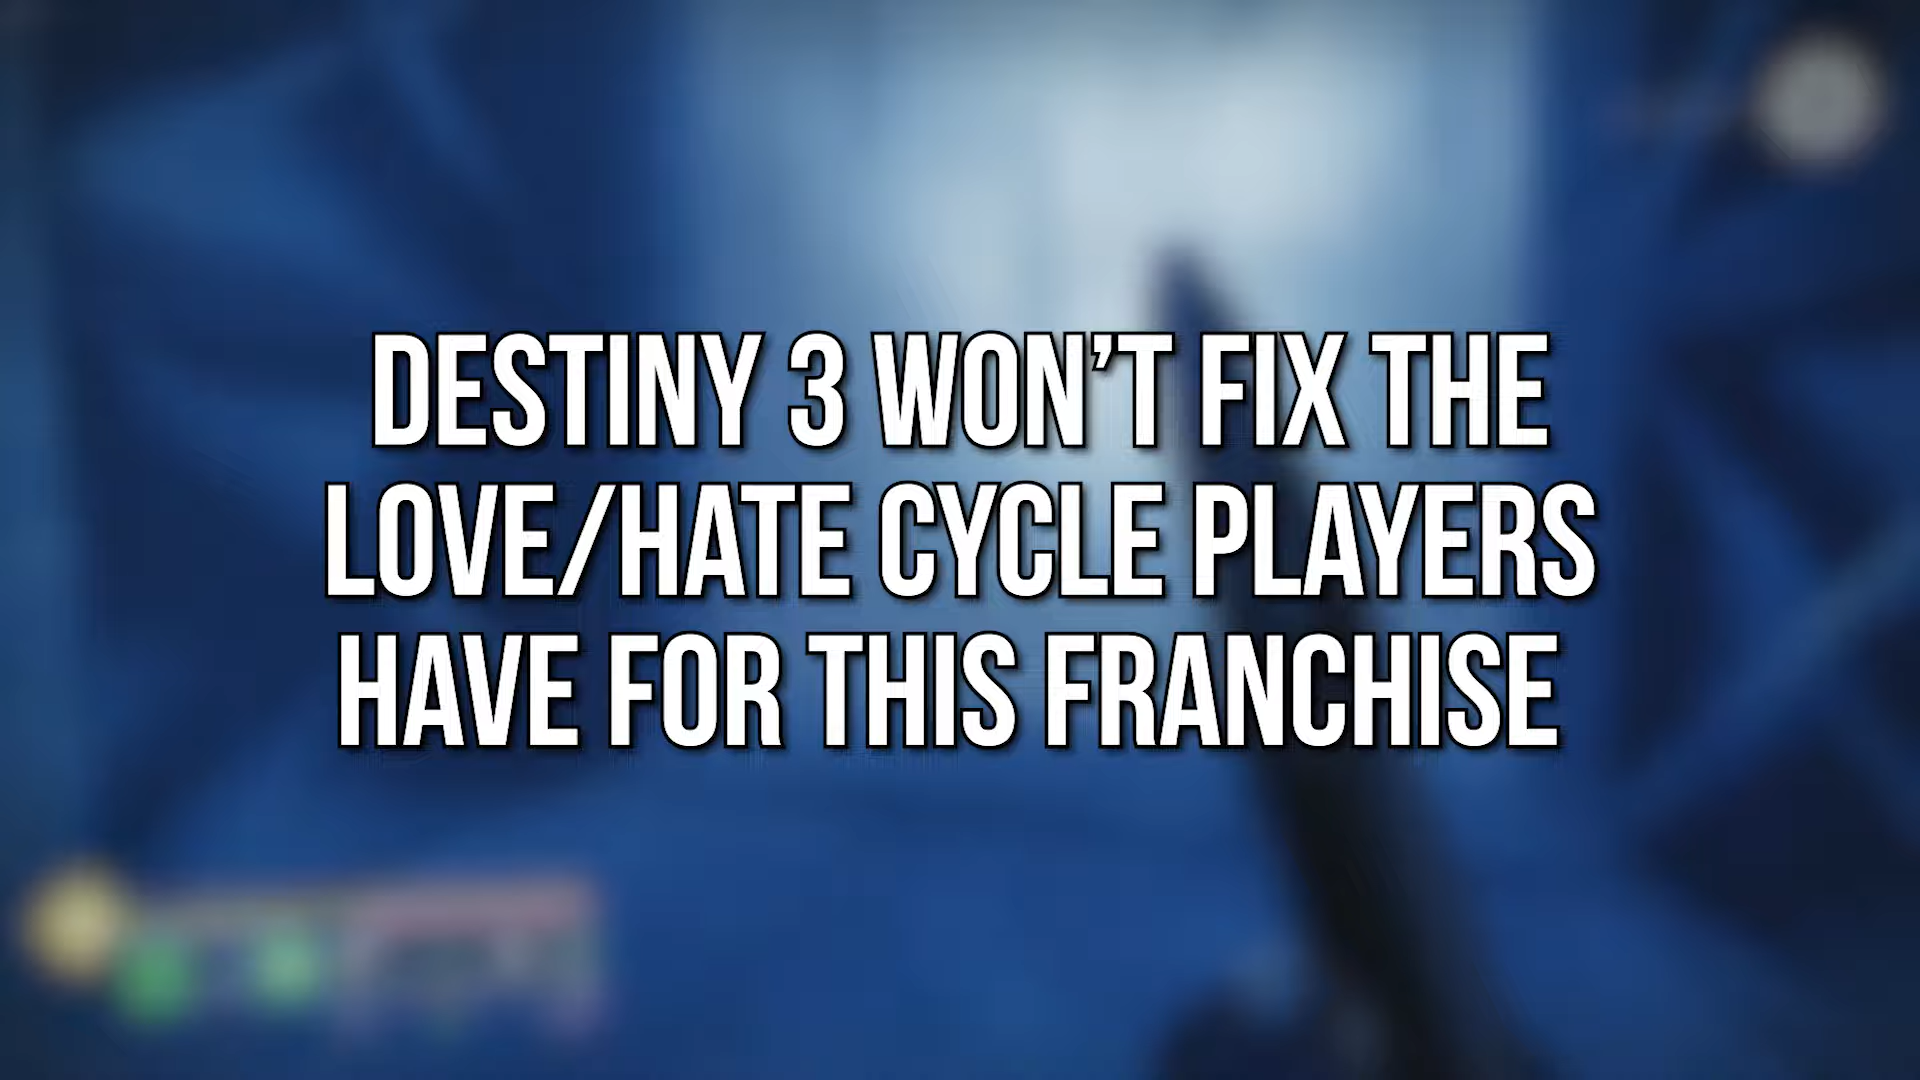 DESTINY 3 WON’T FIX THE
LOVE/HATE CYCLE PLAYERS
HAVE FOR THIS FRANCHISE